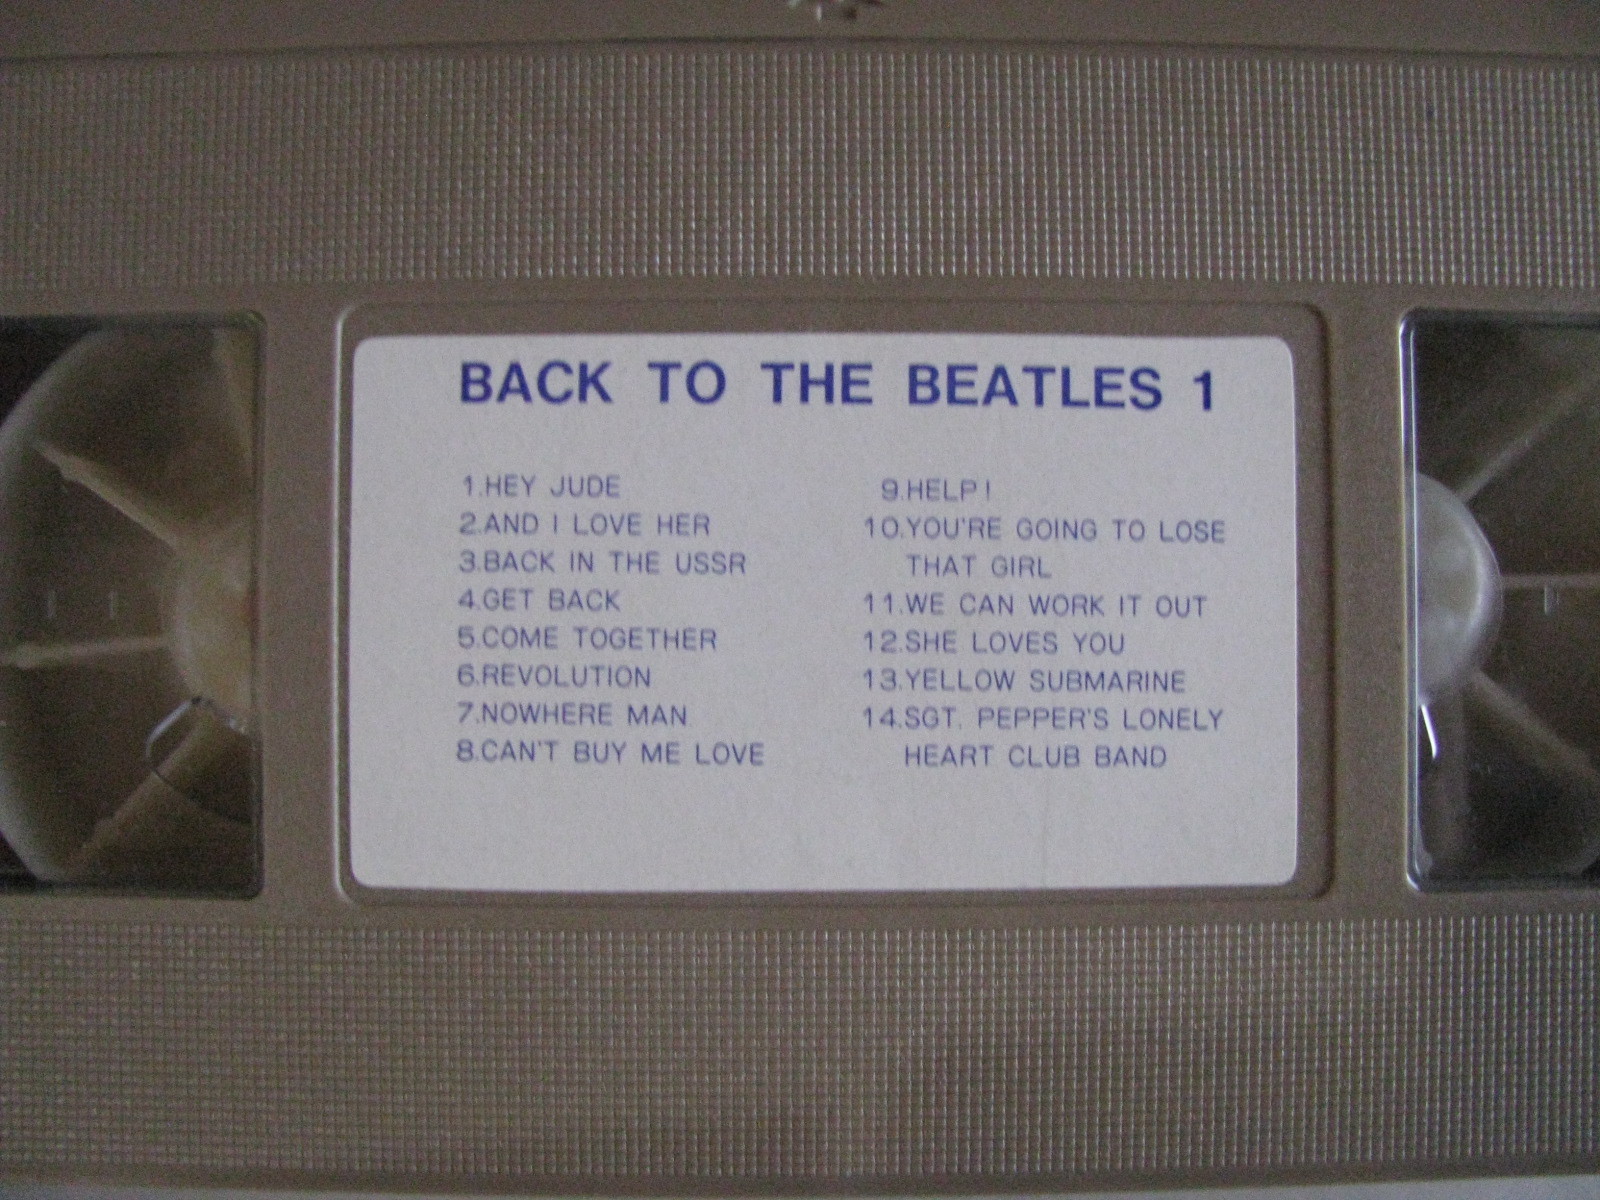 BACK TO THE BEATLES 1
1.HEY JUDE
2.AND I LOVE HER
3.BACK IN THE USSR
4.GET BACK
5.COME TOGETHER
6.REVOLUTION
7.NOWHERE MAN
8.CAN'T BUY ME LOVE
9.HELP!
10.YOU'RE GOING TO LOSE
THAT GIRL
11.WE CAN WORK IT OUT
12.SHE LOVES YOU
13.YELLOW SUBMARINE
14.SGT. PEPPER'S LONELY
HEART CLUB BAND